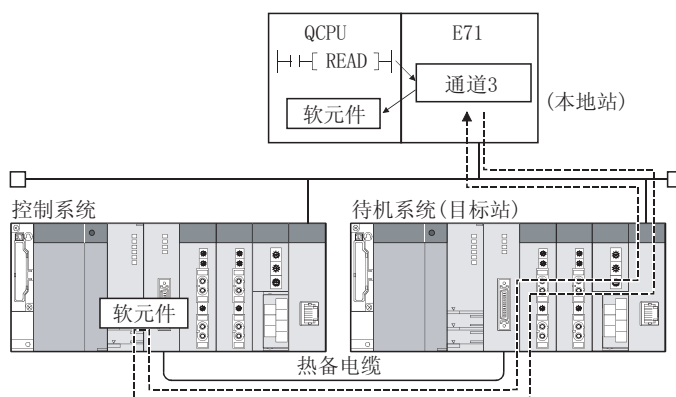 QCPU
E71
READ
通道3
软元件
(本地站)
控制系统
待机系统(目标站)
软元件
热备电缆